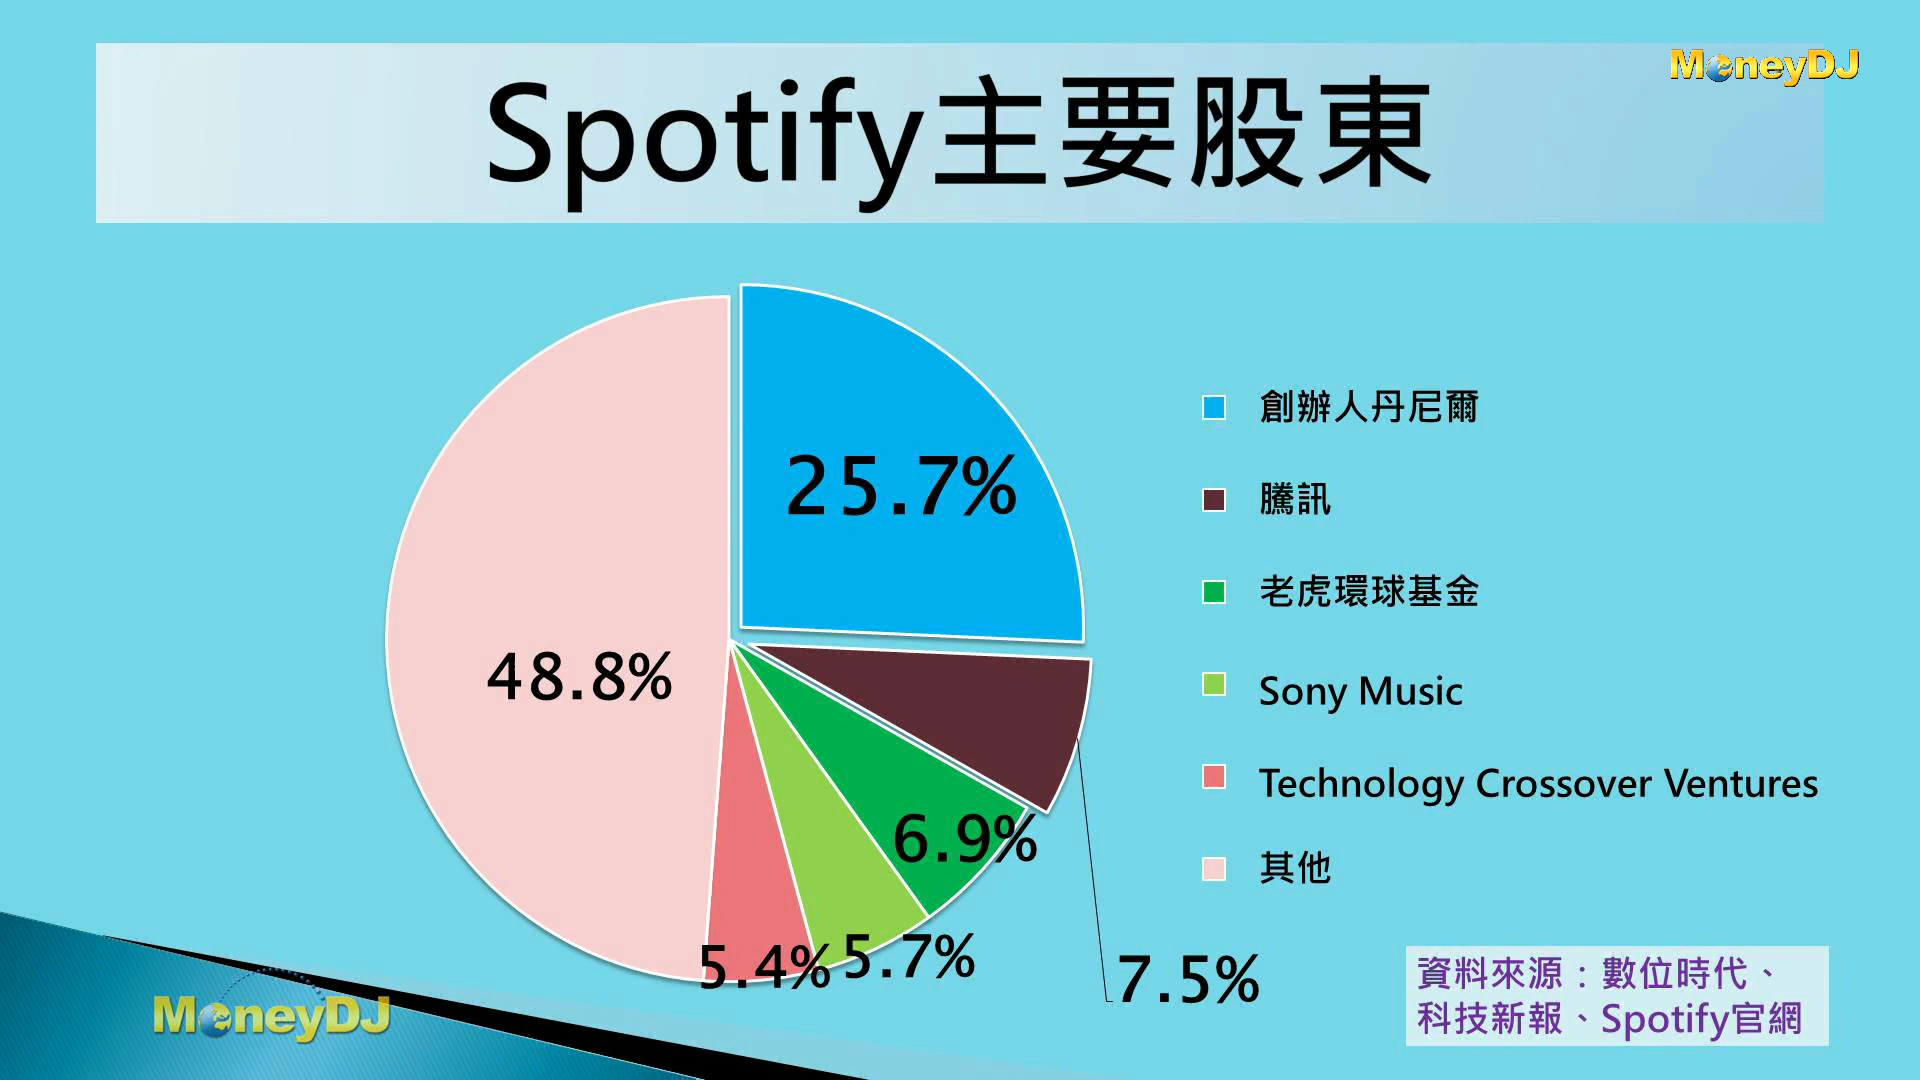 MoneyDJ
Spotify主要股東
25.7%
48.8%
6.9%
5.4%
5.7%
7.5%
創辦人丹尼爾
騰訊
老虎環球基金
Sony Music
Technology Crossover Ventures
其他
資料來源：數位時代、
科技新報、Spotify官網
MoneyDJ